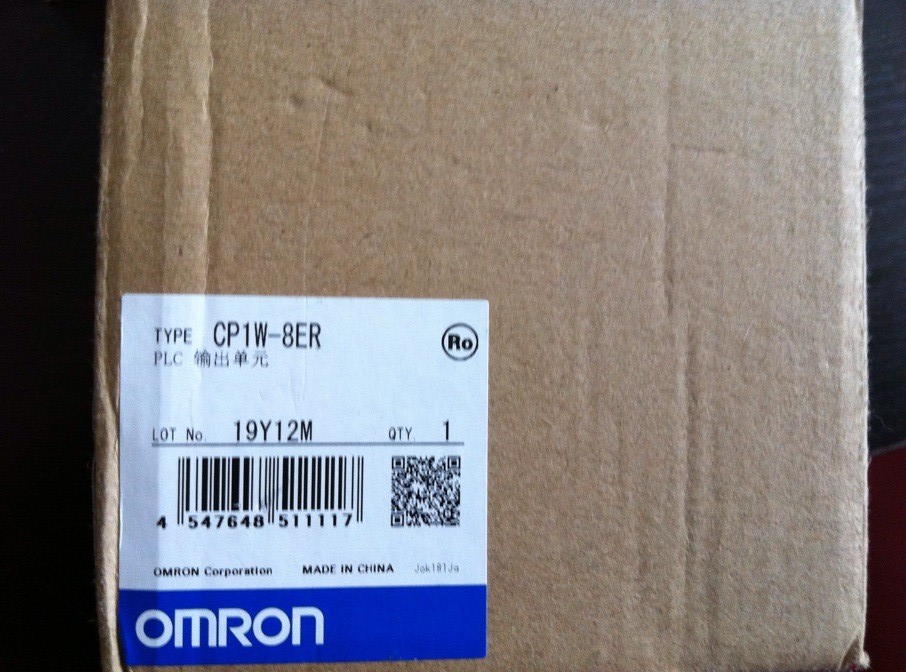 TYPE CP1W-8ER
Ro
PLC 输出单元
LOT No. 19Y12M QTY. 1
4 547648 511117
OMRON Corporation MADE IN CHINA Jok181Ja
OMRON